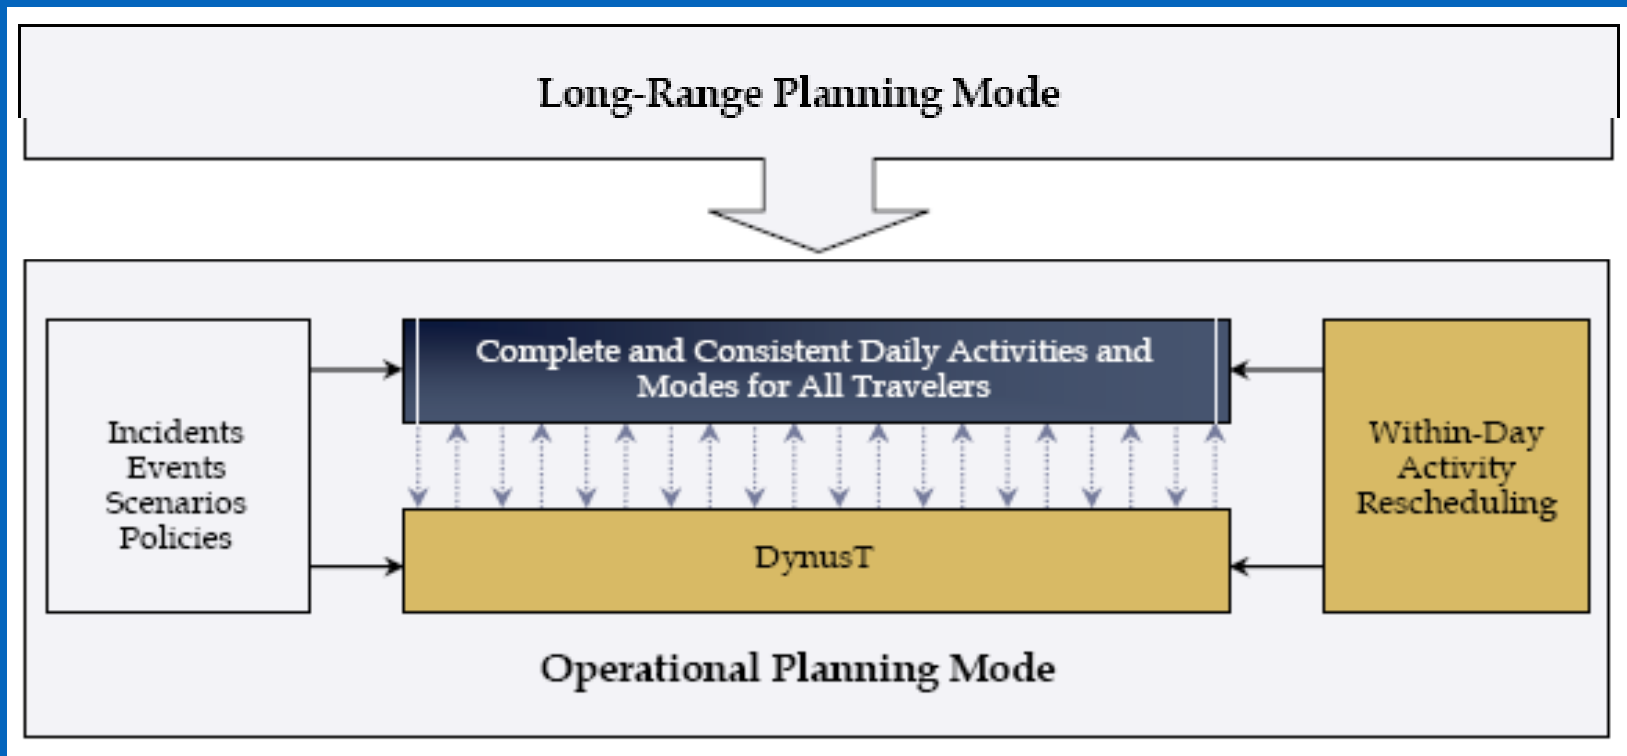 Long-Range Planning Mode
Complete and Consistent Daily Activities and
Modes for All Travelers
Incidents
Events
Scenarios
Policies
Within-Day
Activity
Rescheduling
DynusT
Operational Planning Mode